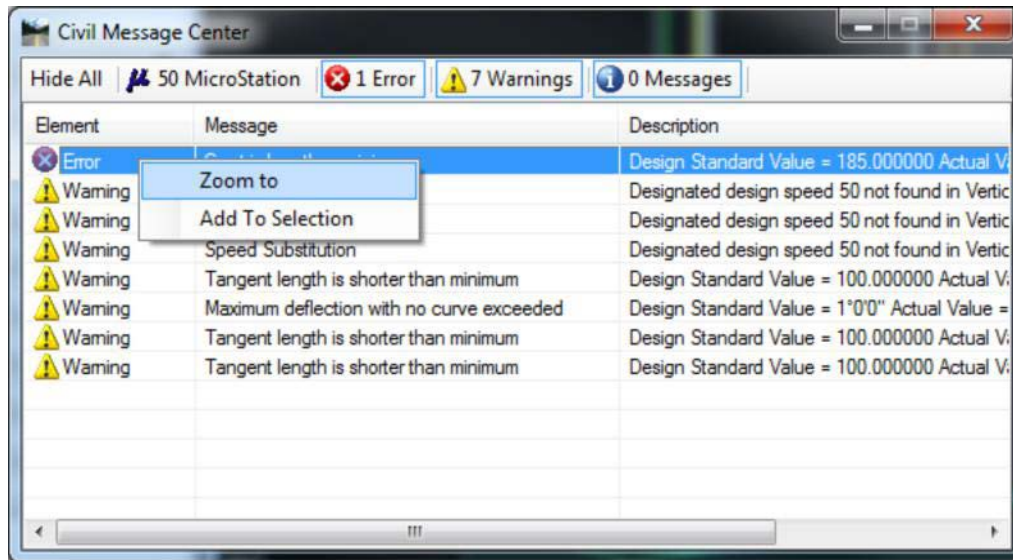 Civil Message Center
Hide All 50 MicroStation 1 Error 7 Warnings 0 Messages
Element Message Description
Error Design Standard Value = 185.000000 Actual V
Zoom to
Warning Designated design speed 50 not found in Vertic
Add To Selection
Warning Designated design speed 50 not found in Vertic
Warning Speed Substitution Designated design speed 50 not found in Vertic
Warning Tangent length is shorter than minimum Design Standard Value = 100.000000 Actual V
Warning Maximum deflection with no curve exceeded Design Standard Value = 1°0'0" Actual Value =
Warning Tangent length is shorter than minimum Design Standard Value = 100.000000 Actual V
Warning Tangent length is shorter than minimum Design Standard Value = 100.000000 Actual V